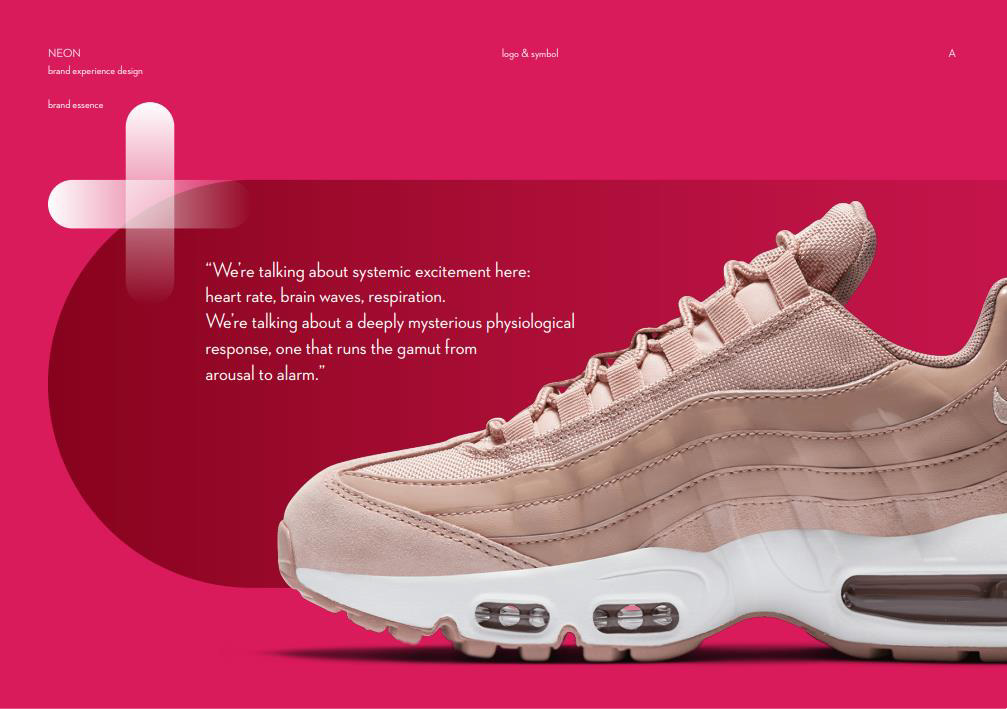 NEON
brand experience design
logo & symbol
A
brand essence
“We’re talking about systemic excitement here:
heart rate, brain waves, respiration.
We’re talking about a deeply mysterious physiological
response, one that runs the gamut from
arousal to alarm.”